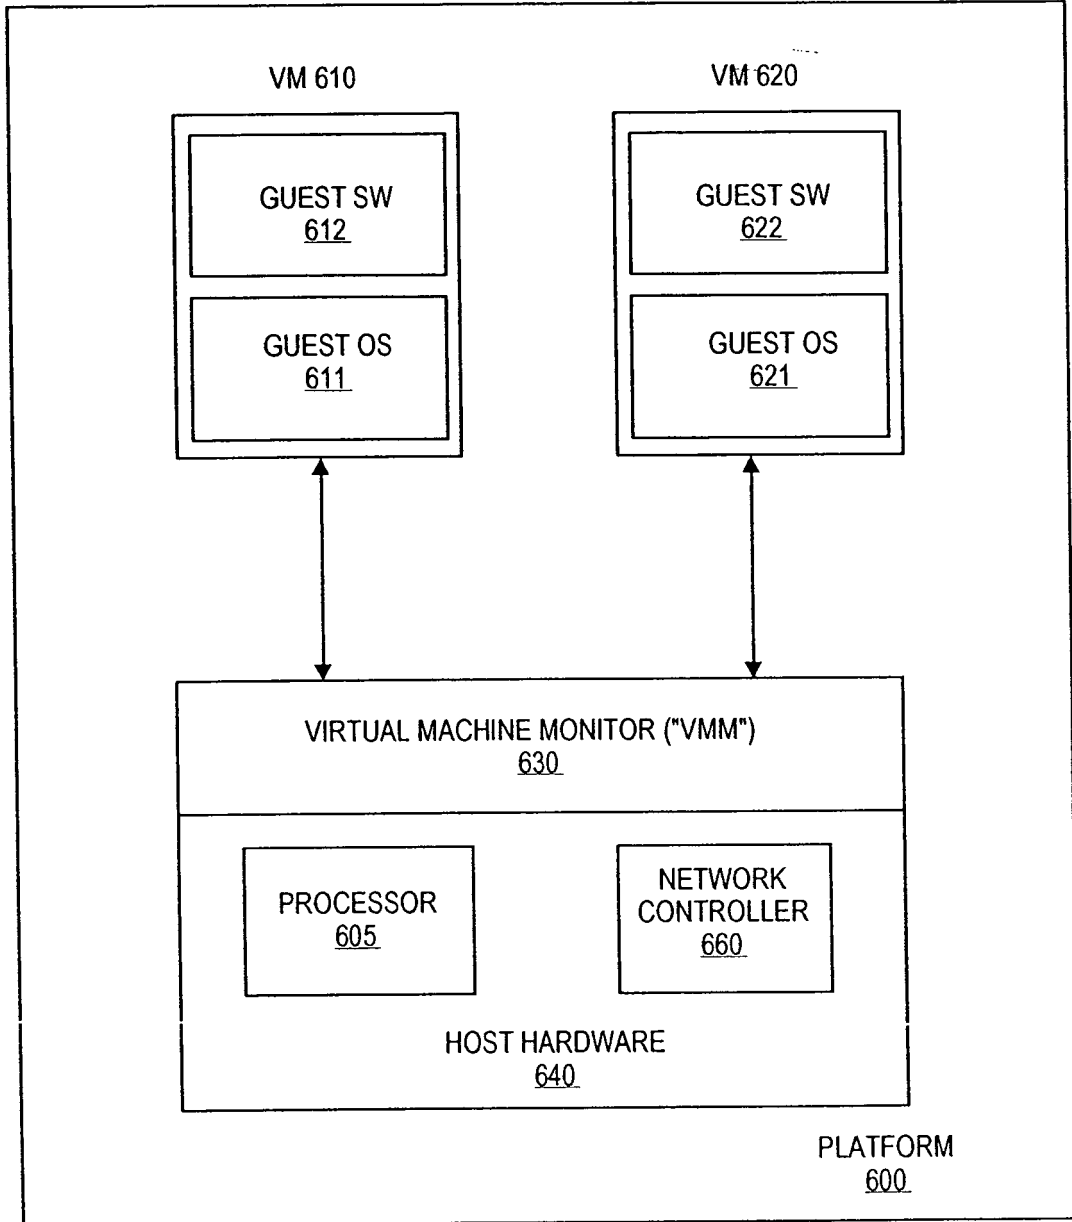 VM 610
VM 620
GUEST SW
612
GUEST OS
611
GUEST SW
622
GUEST OS
621
VIRTUAL MACHINE MONITOR ("VMM")
630
PROCESSOR
605
NETWORK
CONTROLLER
660
HOST HARDWARE
640
PLATFORM
600